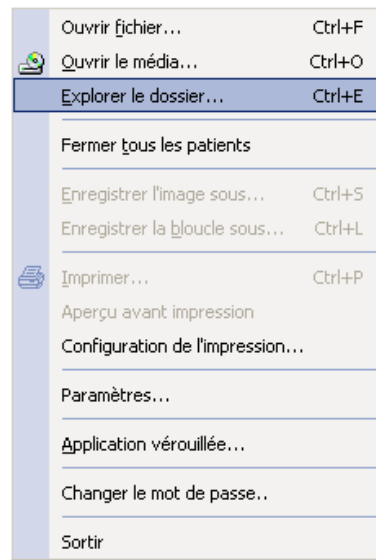 Ouvrir fichier... Ctrl+F
Ouvrir le média... Ctrl+O
Explorer le dossier... Ctrl+E
Fermer tous les patients
Enregistrer l'image sous... Ctrl+S
Enregistrer la bloucle sous... Ctrl+L
Imprimer... Ctrl+P
Aperçu avant impression
Configuration de l'impression...
Paramètres...
Application vérouillée...
Changer le mot de passe..
Sortir